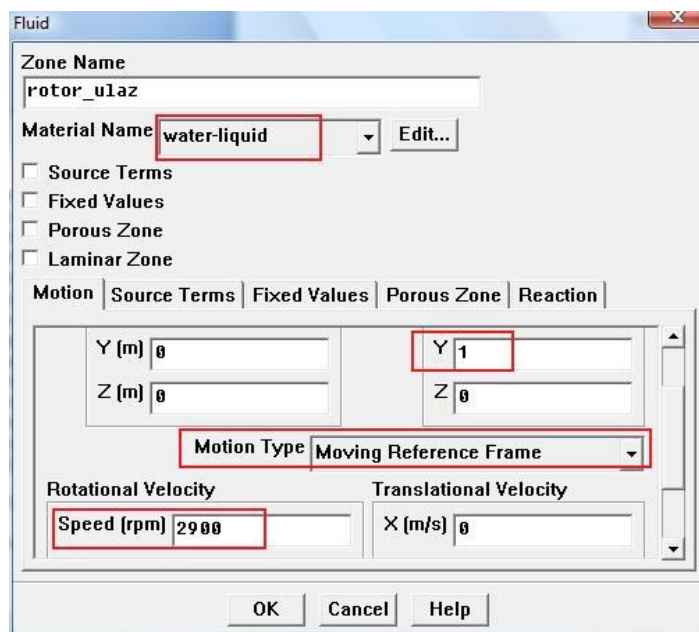 Fluid
Zone Name
rotor_ulaz
Material Name water-liquid Edit...
Source Terms
Fixed Values
Porous Zone
Laminar Zone
Motion Source Terms Fixed Values Porous Zone Reaction
Y (m) 0 Y 1
Z (m) 0 Z 0
Motion Type Moving Reference Frame
Rotational Velocity Translational Velocity
Speed (rpm) 2900 X (m/s) 0
OK Cancel Help